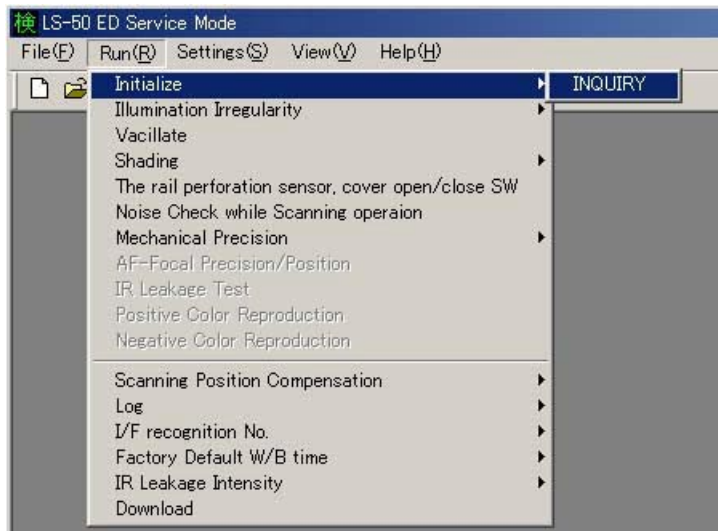 検 LS-50 ED Service Mode
File(F) Run(R) Settings(S) View(V) Help(H)
Initialize INQUIRY
Illumination Irregularity
Vacillate
Shading
The rail perforation sensor, cover open/close SW
Noise Check while Scanning operaion
Mechanical Precision
AF-Focal Precision/Position
IR Leakage Test
Positive Color Reproduction
Negative Color Reproduction
Scanning Position Compensation
Log
I/F recognition No.
Factory Default W/B time
IR Leakage Intensity
Download